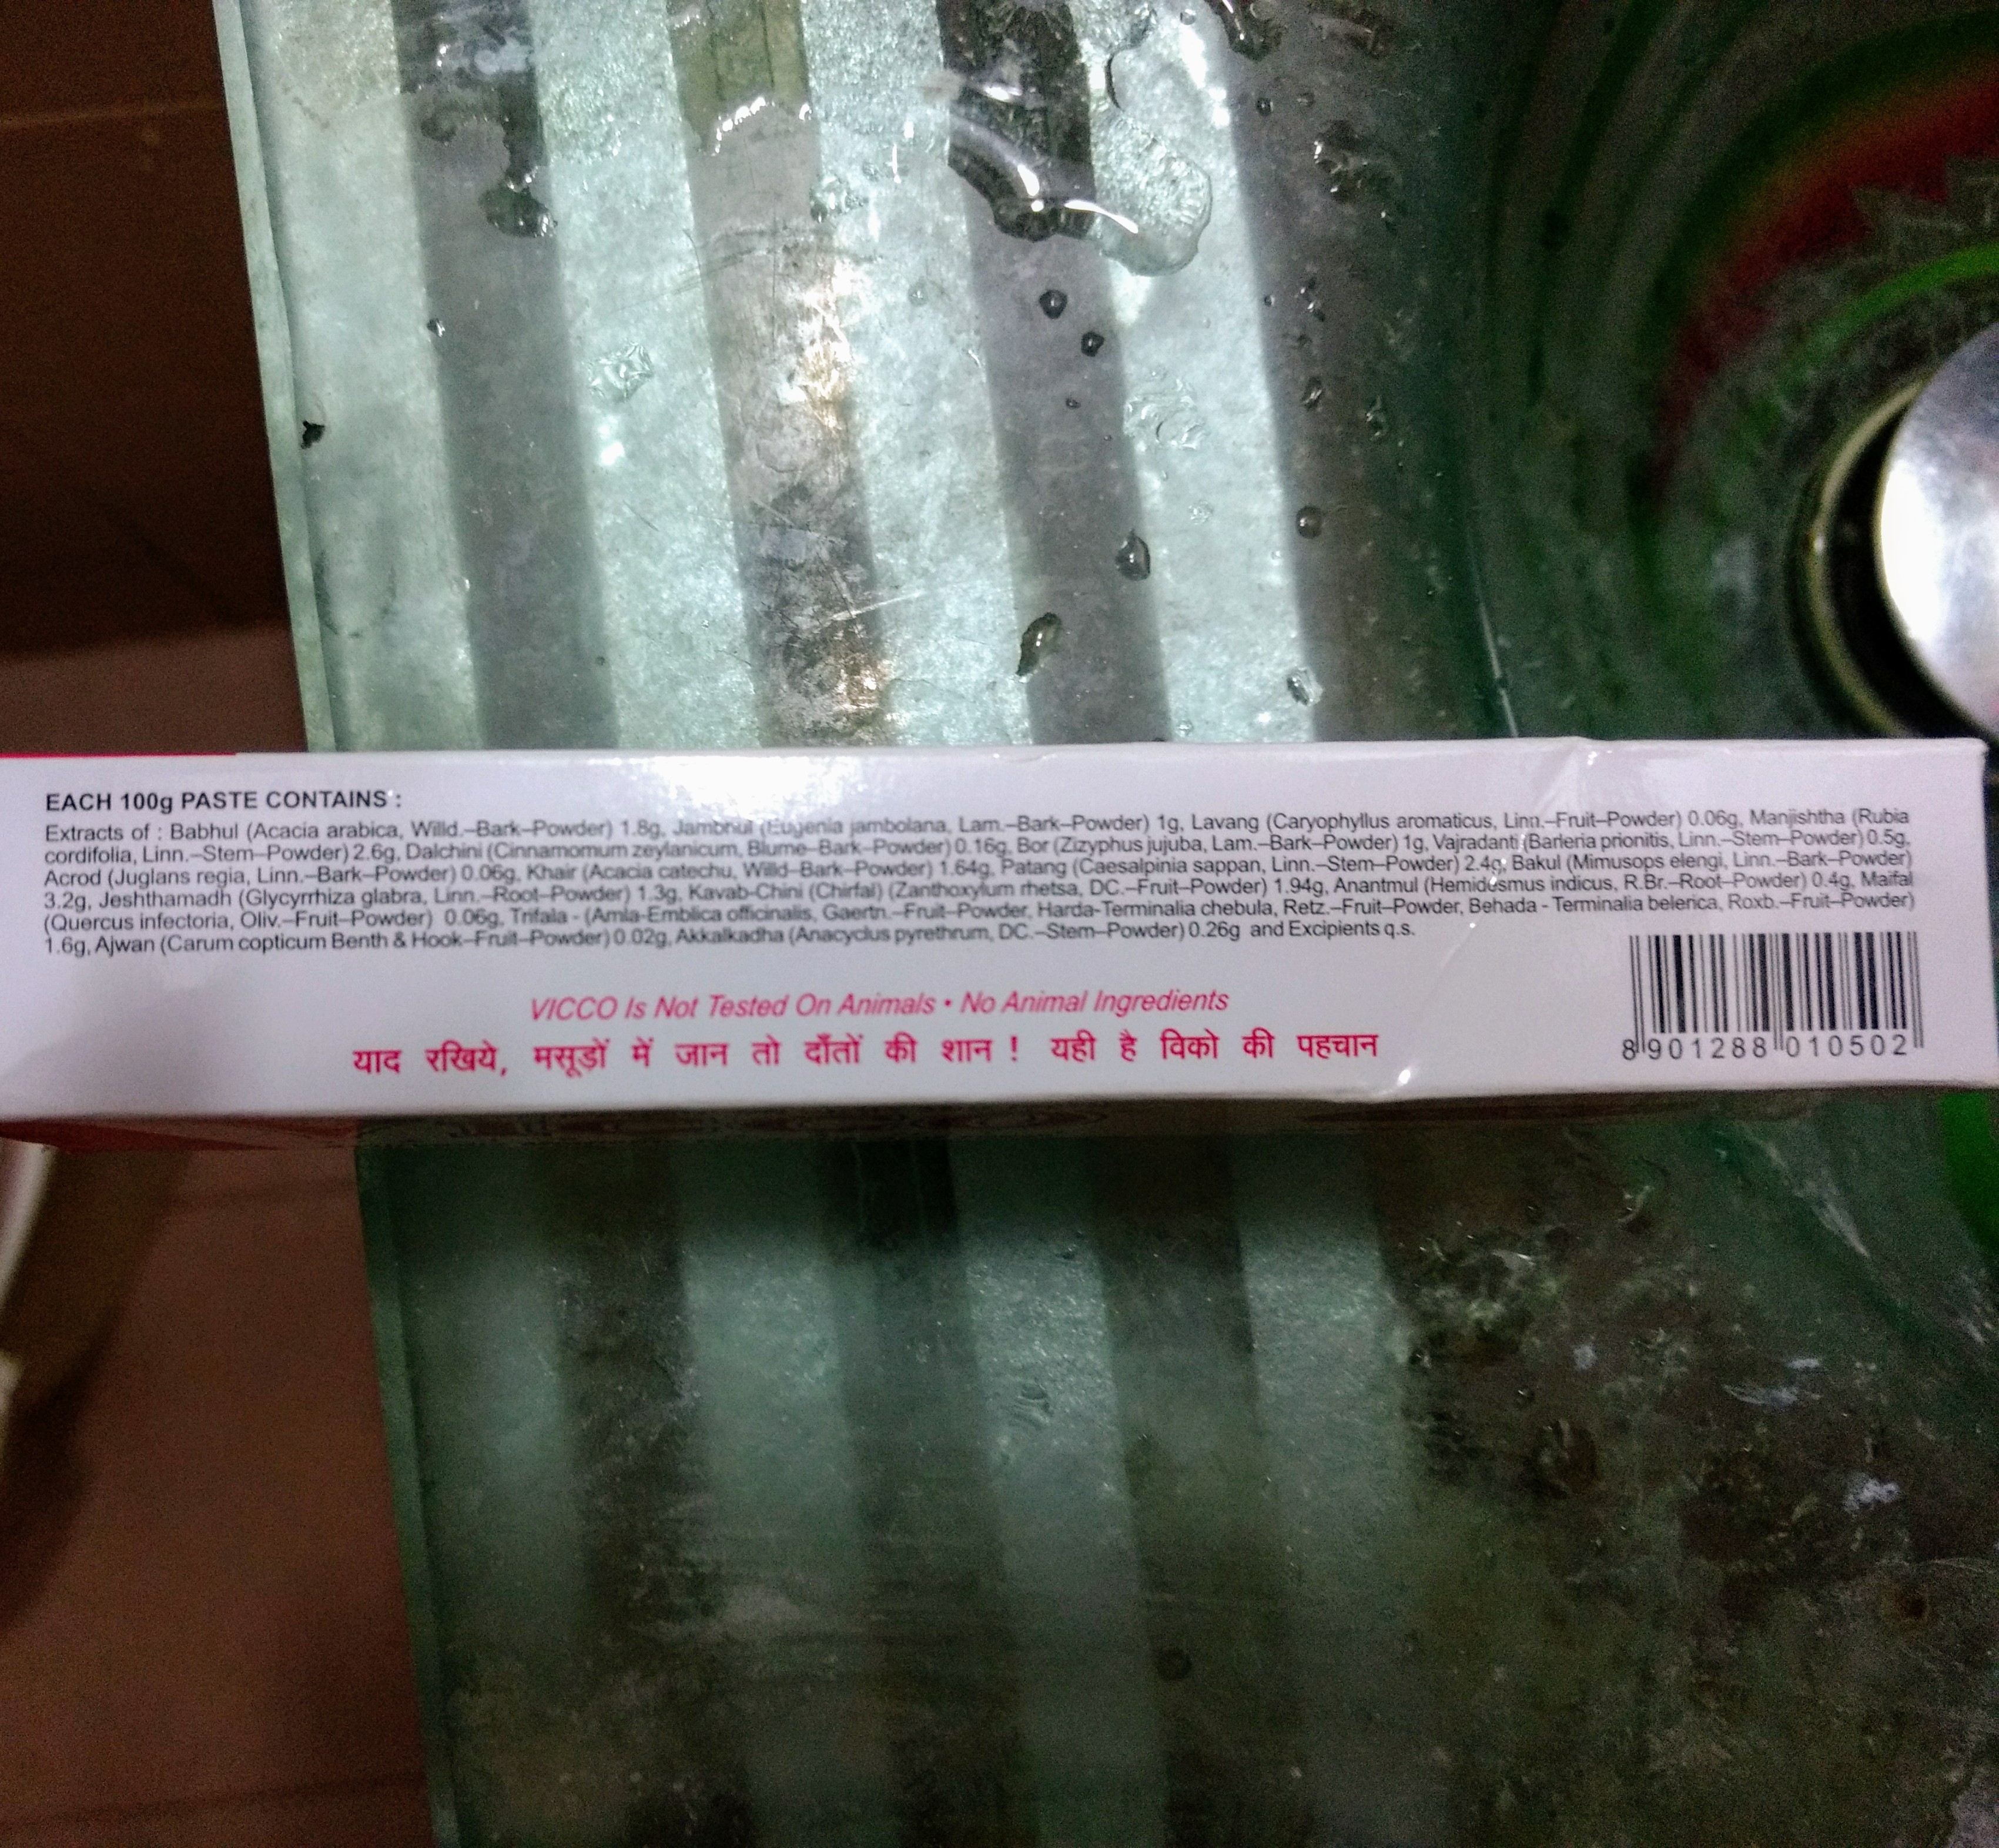 EACH 100g PASTE CONTAINS :
Extracts of : Babhul (Acacia arabica, Willd.–Bark–Powder) 1.8g, Jambhul (Eugenia jambolana, Lam.–Bark–Powder) 1g, Lavang (Caryophyllus aromaticus, Linn.–Fruit–Powder) 0.06g, Manjishtha (Rubia
cordifolia, Linn.–Stem–Powder) 2.6g, Dalchini (Cinnamomum zeylanicum, Blume–Bark–Powder) 0.16g, Bor (Zizyphus jujuba, Lam.–Bark–Powder) 1g, Vajradanti (Barleria prionitis, Linn.–Stem–Powder) 0.5g,
Acrod (Juglans regia, Linn.–Bark–Powder) 0.06g, Khair (Acacia catechu, Willd–Bark–Powder) 1.64g, Patang (Caesalpinia sappan, Linn.–Stem–Powder) 2.4g, Bakul (Mimusops elengi, Linn.–Bark–Powder)
3.2g, Jeshthamadh (Glycyrrhiza glabra, Linn.–Root–Powder) 1.3g, Kavab-Chini (Chirfal) (Zanthoxylum rhetsa, DC.–Fruit–Powder) 1.94g, Anantmul (Hemidesmus indicus, R.Br.–Root–Powder) 0.4g, Maifal
(Quercus infectoria, Oliv.–Fruit–Powder) 0.06g, Trifala - (Amla-Emblica officinalis, Gaertn.–Fruit–Powder, Harda-Terminalia chebula, Retz.–Fruit–Powder, Behada - Terminalia belerica, Roxb.–Fruit–Powder)
1.6g, Ajwan (Carum copticum Benth & Hook–Fruit–Powder) 0.02g, Akkalkadha (Anacyclus pyrethrum, DC.–Stem–Powder) 0.26g and Excipients q.s.
VICCO Is Not Tested On Animals • No Animal Ingredients
याद रखिये, मसूड़ों में जान तो दाँतों की शान ! यही है विको की पहचान
8 901288 010502